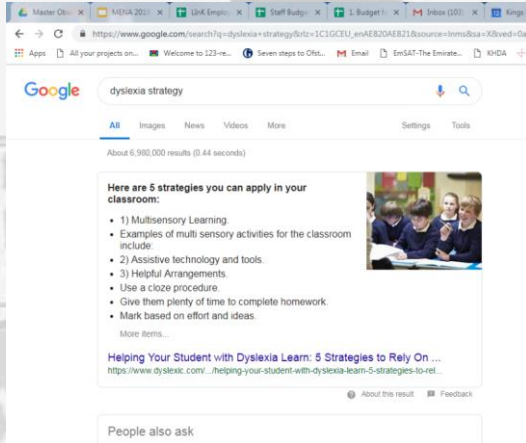 Master Obs
MENA 201
LInK Employ
Staff Budge
1. Budget f
Inbox (103)
Kings
https://www.google.com/search?q=dyslexia+strategy&rlz=1C1GCEU_enAE820AE821&source=lnms&sa=X&ved=0a
Apps All your projects on... Welcome to 123-re... Seven steps to Ofst... Email EmSAT-The Emirate... KHDA
Google dyslexia strategy
All Images News Videos More Settings Tools
About 6,980,000 results (0.44 seconds)
Here are 5 strategies you can apply in your
classroom:
• 1) Multisensory Learning.
• Examples of multi sensory activities for the classroom
include:
• 2) Assistive technology and tools.
• 3) Helpful Arrangements.
• Use a cloze procedure.
• Give them plenty of time to complete homework.
• Mark based on effort and ideas.
More items...
Helping Your Student with Dyslexia Learn: 5 Strategies to Rely On ...
https://www.dyslexic.com/.../helping-your-student-with-dyslexia-learn-5-strategies-to-rel...
About this result Feedback
People also ask